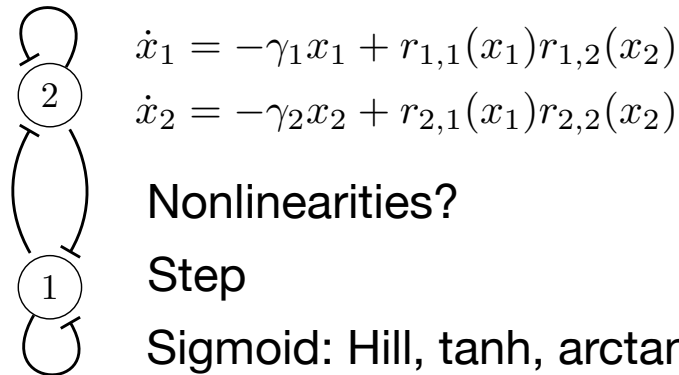 2
ẋ₁ = −γ₁x₁ + r₁,₁(x₁)r₁,₂(x₂)
ẋ₂ = −γ₂x₂ + r₂,₁(x₁)r₂,₂(x₂)
Nonlinearities?
1
Step
Sigmoid: Hill, tanh, arctan